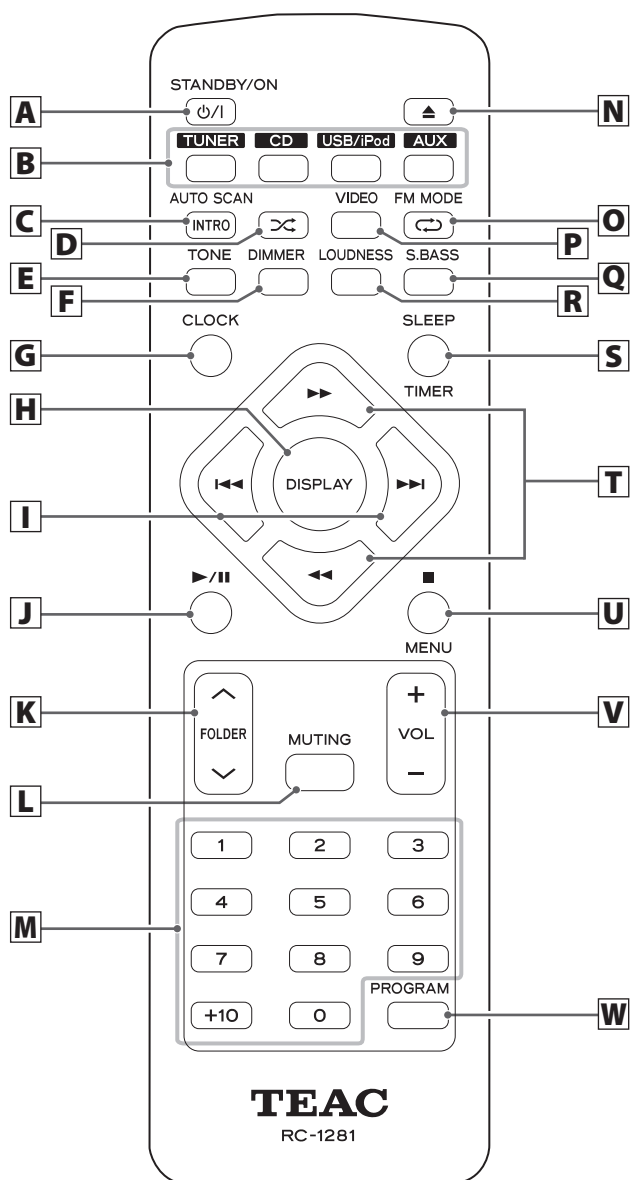 STANDBY/ON
A ⏻/I ⏏ N
TUNER CD USB/iPod AUX
B
AUTO SCAN VIDEO FM MODE
C INTRO O
D P
TONE DIMMER LOUDNESS S.BASS
E Q
F R
CLOCK SLEEP
G S
TIMER
H
DISPLAY
I T
►/II ■
J U
MENU
K FOLDER + VOL − V
MUTING
L
1 2 3
4 5 6
M
7 8 9
PROGRAM
+10 0 W
TEAC
RC-1281